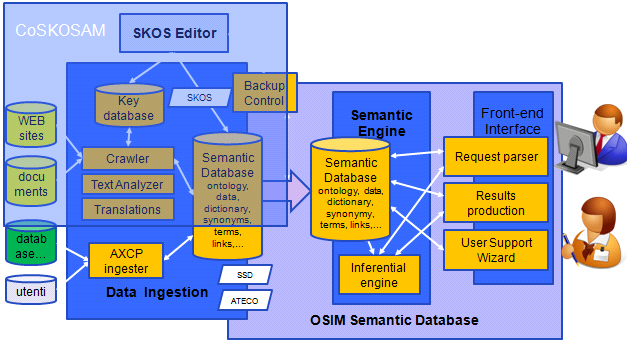 CoSKOSAM
SKOS Editor
WEB
sites
docu
ments
datab
ase...
utenti
Key
database
SKOS
Backup
Control
Crawler
Text Analyzer
Translations
AXCP
ingester
Semantic
Database
ontology,
data,
dictionary,
synonyms,
terms,
links,...
SSD
ATECO
Data Ingestion
Semantic
Engine
Semantic
Database
ontology, data,
dictionary,
synonymy,
terms, links,...
Inferential
engine
Front-end
Interface
Request parser
Results
production
User Support
Wizard
OSIM Semantic Database